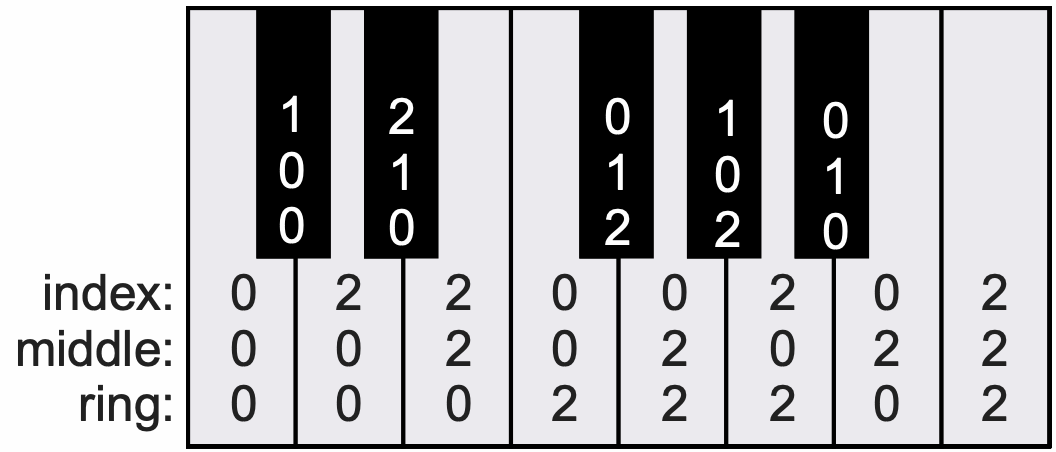 1 2 0 1 0
0 1 1 0 1
0 0 2 2 0
index: 0 2 2 0 0 2 0 2
middle: 0 0 2 0 2 0 2 2
ring: 0 0 0 2 2 2 0 2